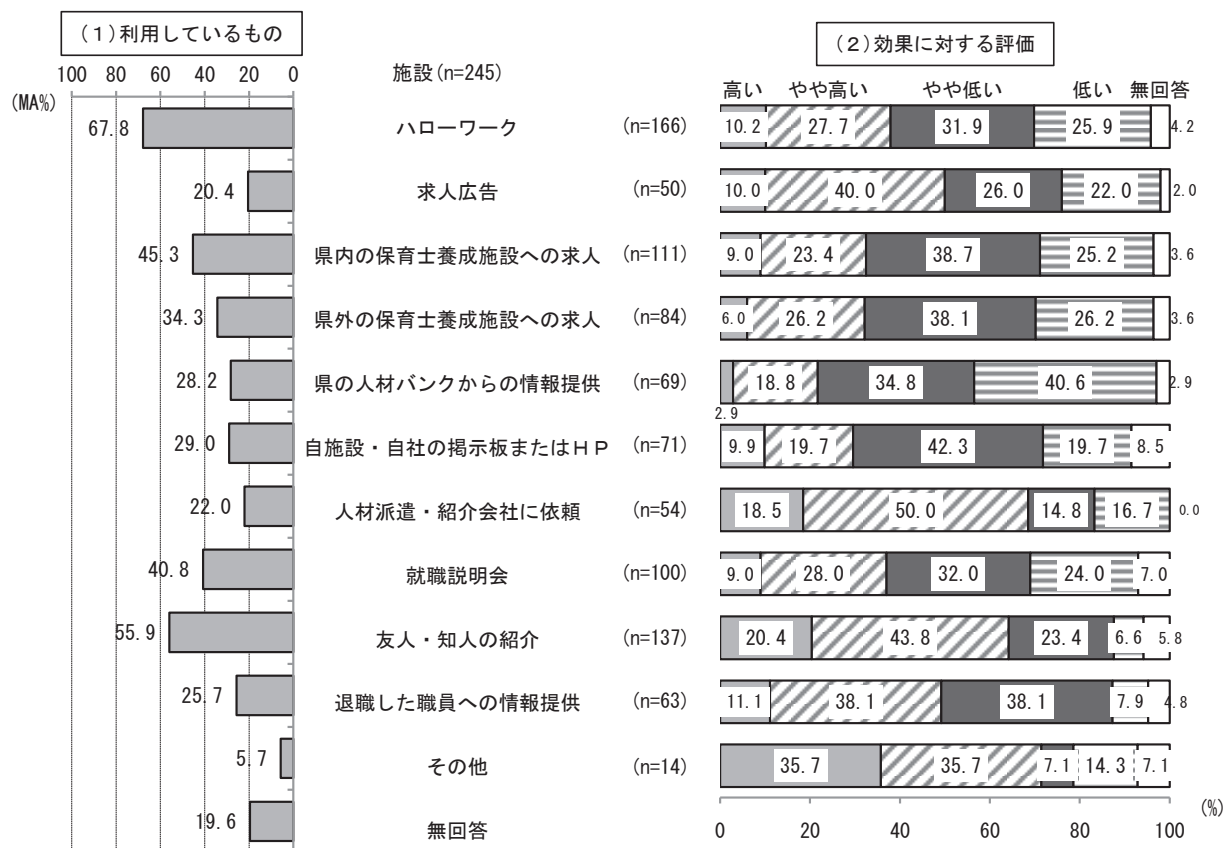 (1)利用しているもの
(2)効果に対する評価
100 80 60 40 20 0
施設(n=245)
(MA%)
高い やや高い やや低い 低い 無回答
67.8 ハローワーク (n=166) 10.2 27.7 31.9 25.9 4.2
20.4 求人広告 (n=50) 10.0 40.0 26.0 22.0 2.0
45.3 県内の保育士養成施設への求人 (n=111) 9.0 23.4 38.7 25.2 3.6
34.3 県外の保育士養成施設への求人 (n=84) 6.0 26.2 38.1 26.2 3.6
28.2 県の人材バンクからの情報提供 (n=69) 2.9 18.8 34.8 40.6 2.9
29.0 自施設・自社の掲示板またはHP (n=71) 9.9 19.7 42.3 19.7 8.5
22.0 人材派遣・紹介会社に依頼 (n=54) 18.5 50.0 14.8 16.7 0.0
40.8 就職説明会 (n=100) 9.0 28.0 32.0 24.0 7.0
55.9 友人・知人の紹介 (n=137) 20.4 43.8 23.4 6.6 5.8
25.7 退職した職員への情報提供 (n=63) 11.1 38.1 38.1 7.9 4.8
5.7 その他 (n=14) 35.7 35.7 7.1 14.3 7.1
19.6 無回答
(%)
0 20 40 60 80 100